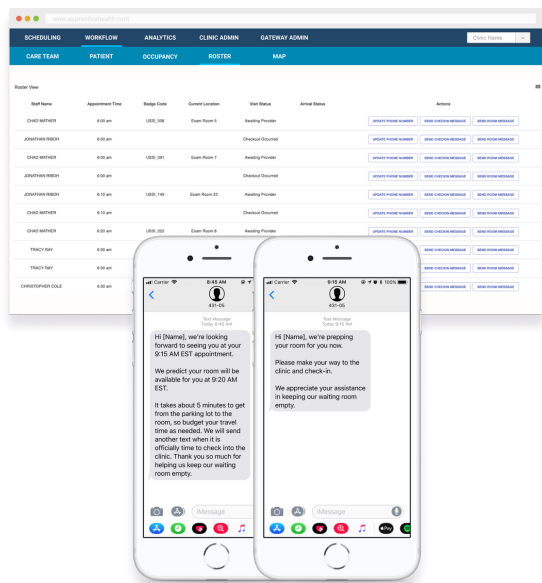 www.apprenticehealth.com
SCHEDULING WORKFLOW ANALYTICS CLINIC ADMIN GATEWAY ADMIN Clinic Name
CARE TEAM PATIENT OCCUPANCY ROSTER MAP
Roster View
Staff Name Appointment Time Badge Code Current Location Visit Status Arrival Status Actions
CHAD MATHER 6:00 am Exam Room 5 Awaiting Provider UPDATE PHONE NUMBER SEND CHECKIN MESSAGE SEND ROOM MESSAGE
JONATHAN RIBOH 6:00 am Checkout Occurred UPDATE PHONE NUMBER SEND CHECKIN MESSAGE SEND ROOM MESSAGE
CHAD MATHER 6:00 am Exam Room 7 Awaiting Provider UPDATE PHONE NUMBER SEND CHECKIN MESSAGE SEND ROOM MESSAGE
JONATHAN RIBOH 6:00 am Checkout Occurred UPDATE PHONE NUMBER SEND CHECKIN MESSAGE SEND ROOM MESSAGE
JONATHAN RIBOH 6:10 am Exam Room 23 Awaiting Provider UPDATE PHONE NUMBER SEND CHECKIN MESSAGE SEND ROOM MESSAGE
CHAD MATHER 6:10 am Checkout Occurred UPDATE PHONE NUMBER SEND CHECKIN MESSAGE SEND ROOM MESSAGE
CHAD MATHER 6:00 am Exam Room 6 Awaiting Provider UPDATE PHONE NUMBER SEND CHECKIN MESSAGE SEND ROOM MESSAGE
TRACY RAY 6:00 am SEND CHECKIN MESSAGE SEND ROOM MESSAGE
TRACY RAY 6:00 am SEND CHECKIN MESSAGE SEND ROOM MESSAGE
CHRISTOPHER COLE 6:00 am SEND CHECKIN MESSAGE SEND ROOM MESSAGE
Carrier 8:45 AM
431-05
Text Message
Today 8:45 AM
Hi [Name], we're looking
forward to seeing you at your
9:15 AM EST appointment.
We predict your room will be
available for you at 9:20 AM
EST.
It takes about 5 minutes to get
from the parking lot to the
room, so budget your travel
time as needed. We will send
another text when it is
officially time to check into the
clinic. Thank you so much for
helping us keep our waiting
room empty.
iMessage
Carrier 9:15 AM 100%
431-05
Text Message
Today 9:15 AM
Hi [Name], we're prepping
your room for you now.
Please make your way to the
clinic and check-in.
We appreciate your assistance
in keeping our waiting room
empty.
iMessage
Pay